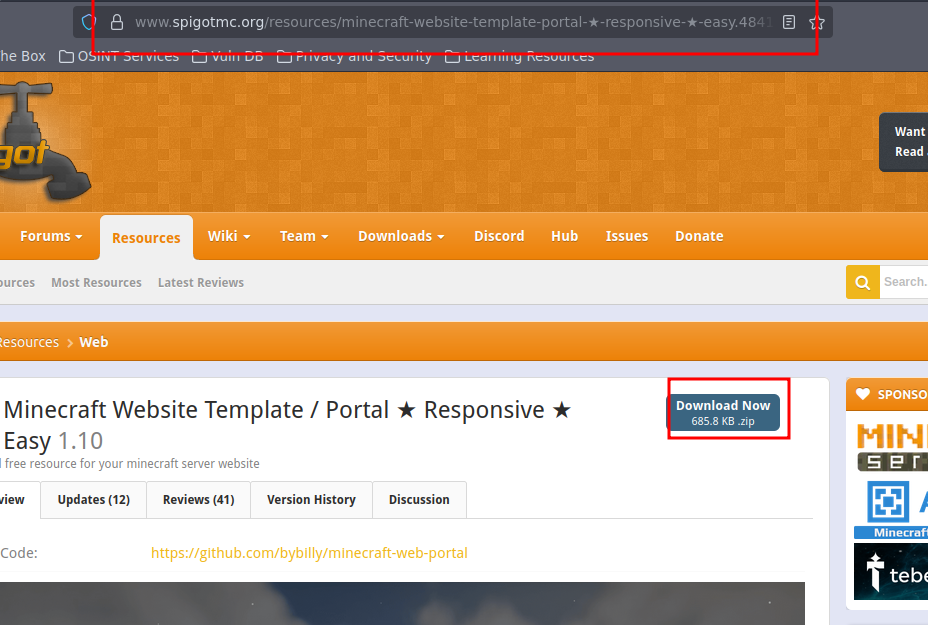 www.spigotmc.org/resources/minecraft-website-template-portal-★-responsive-★-easy.484
he Box OSINT Services Vuln DB Privacy and Security Learning Resources
got
Want
Read
Forums Resources Wiki Team Downloads Discord Hub Issues Donate
ources Most Resources Latest Reviews
Search.
Resources > Web
Minecraft Website Template / Portal ★ Responsive ★
Easy 1.10
free resource for your minecraft server website
Download Now
685.8 KB .zip
view Updates (12) Reviews (41) Version History Discussion
Code: https://github.com/bybilly/minecraft-web-portal
SPONSO
MIN
SER
A
Minecraft
tebe